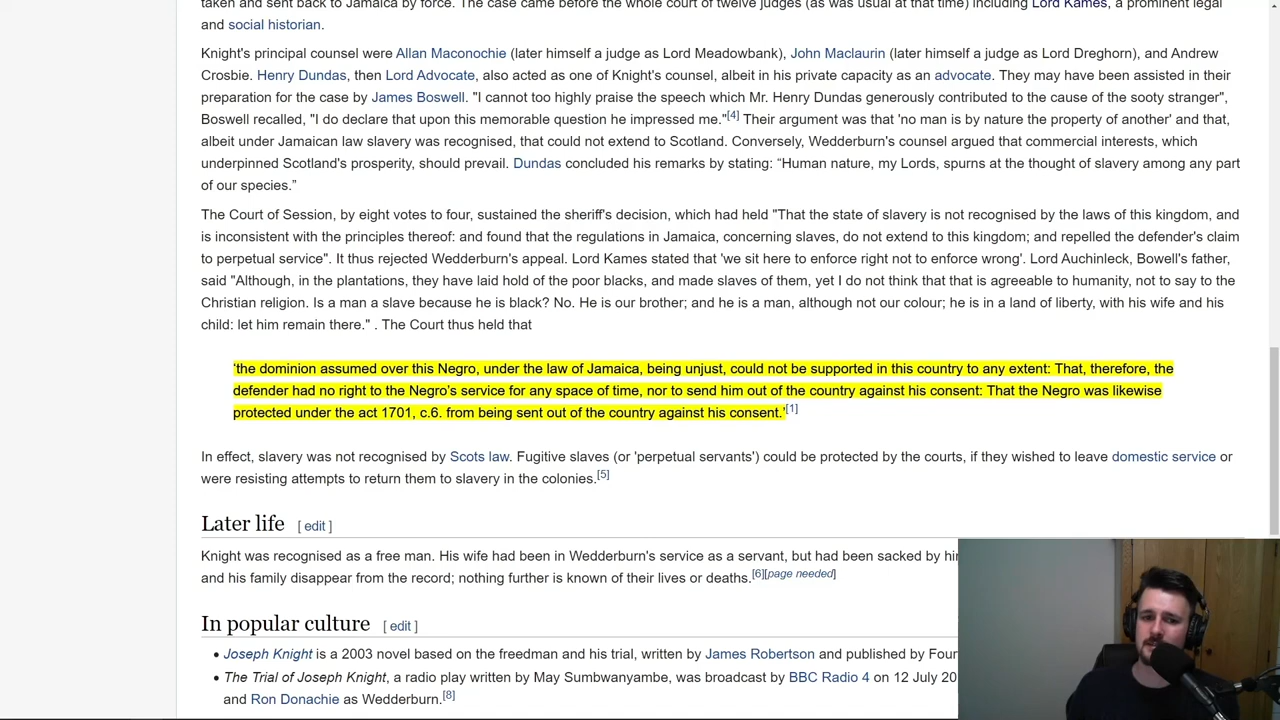 taken and sent back to Jamaica by force. The case came before the whole court of twelve judges (as was usual at that time) including Lord Kames, a prominent legal
and social historian.
Knight's principal counsel were Allan Maconochie (later himself a judge as Lord Meadowbank), John Maclaurin (later himself a judge as Lord Dreghorn), and Andrew
Crosbie. Henry Dundas, then Lord Advocate, also acted as one of Knight's counsel, albeit in his private capacity as an advocate. They may have been assisted in their
preparation for the case by James Boswell. "I cannot too highly praise the speech which Mr. Henry Dundas generously contributed to the cause of the sooty stranger",
Boswell recalled, "I do declare that upon this memorable question he impressed me."[4] Their argument was that 'no man is by nature the property of another' and that,
albeit under Jamaican law slavery was recognised, that could not extend to Scotland. Conversely, Wedderburn's counsel argued that commercial interests, which
underpinned Scotland's prosperity, should prevail. Dundas concluded his remarks by stating: “Human nature, my Lords, spurns at the thought of slavery among any part
of our species.”
The Court of Session, by eight votes to four, sustained the sheriff's decision, which had held "That the state of slavery is not recognised by the laws of this kingdom, and
is inconsistent with the principles thereof: and found that the regulations in Jamaica, concerning slaves, do not extend to this kingdom; and repelled the defender's claim
to perpetual service". It thus rejected Wedderburn's appeal. Lord Kames stated that 'we sit here to enforce right not to enforce wrong'. Lord Auchinleck, Bowell's father,
said "Although, in the plantations, they have laid hold of the poor blacks, and made slaves of them, yet I do not think that that is agreeable to humanity, not to say to the
Christian religion. Is a man a slave because he is black? No. He is our brother; and he is a man, although not our colour; he is in a land of liberty, with his wife and his
child: let him remain there." . The Court thus held that
'the dominion assumed over this Negro, under the law of Jamaica, being unjust, could not be supported in this country to any extent: That, therefore, the
defender had no right to the Negro’s service for any space of time, nor to send him out of the country against his consent: That the Negro was likewise
protected under the act 1701, c.6. from being sent out of the country against his consent.'[1]
In effect, slavery was not recognised by Scots law. Fugitive slaves (or 'perpetual servants') could be protected by the courts, if they wished to leave domestic service or
were resisting attempts to return them to slavery in the colonies.[5]
Later life [ edit ]
Knight was recognised as a free man. His wife had been in Wedderburn's service as a servant, but had been sacked by
and his family disappear from the record; nothing further is known of their lives or deaths.[6][page needed]
In popular culture [ edit ]
• Joseph Knight is a 2003 novel based on the freedman and his trial, written by James Robertson and published by
• The Trial of Joseph Knight, a radio play written by May Sumbwanyambe, was broadcast by BBC Radio 4 on 12 July
and Ron Donachie as Wedderburn.[8]